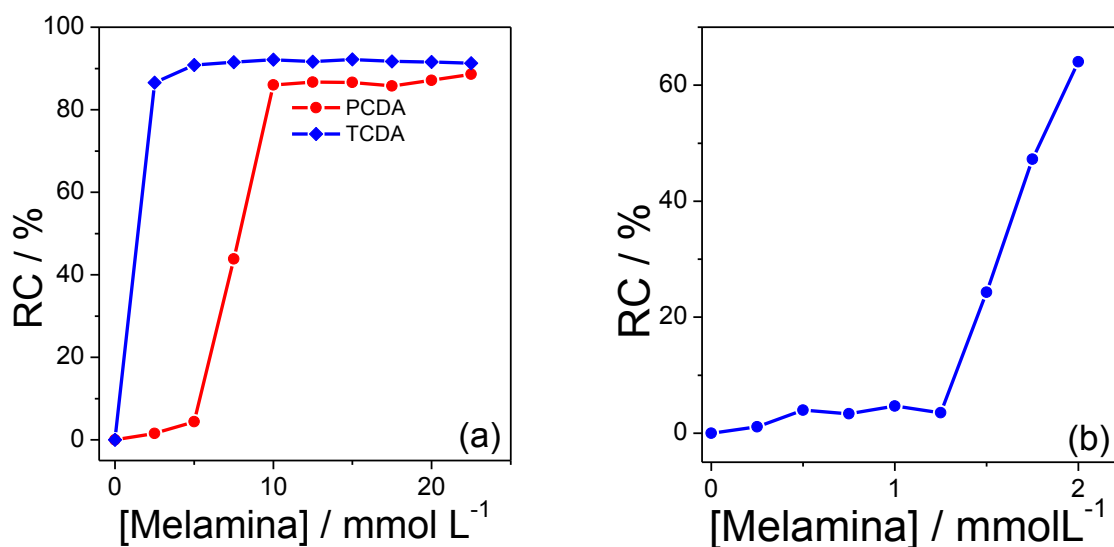 100
80
60
40
20
0
RC / %
PCDA
TCDA
(a)
0
10
20
[Melamina] / mmol L⁻¹
60
40
20
0
RC / %
(b)
0
1
2
[Melamina] / mmolL⁻¹